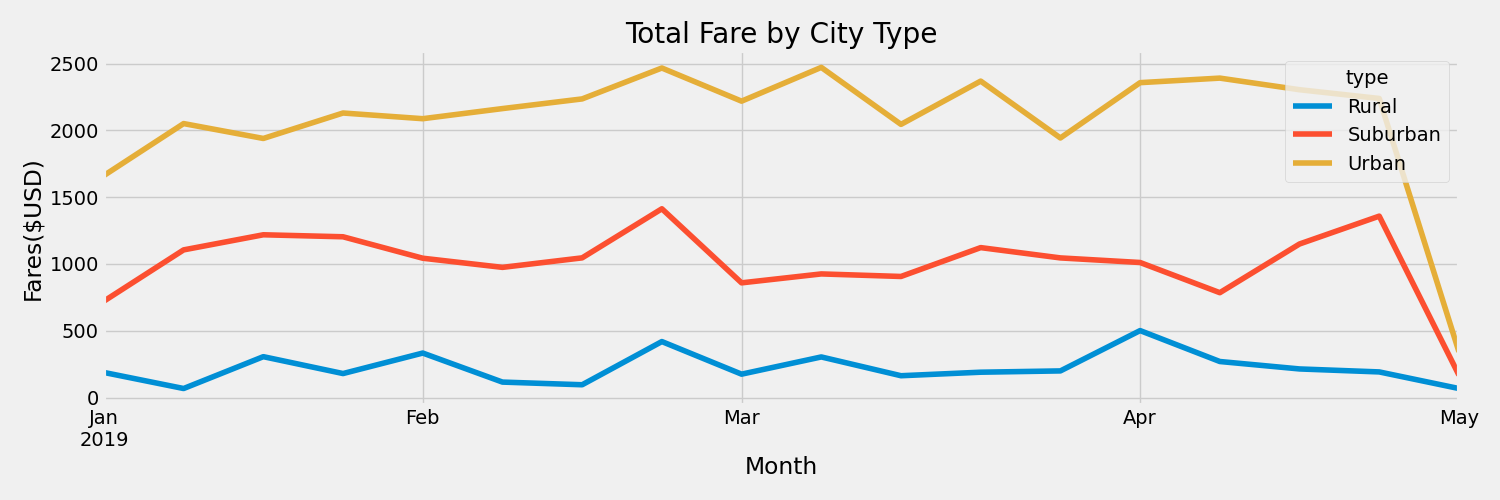 Total Fare by City Type
Fares($USD)
2500
2000
1500
1000
500
0
type
Rural
Suburban
Urban
Jan
2019
Feb
Mar
Apr
May
Month